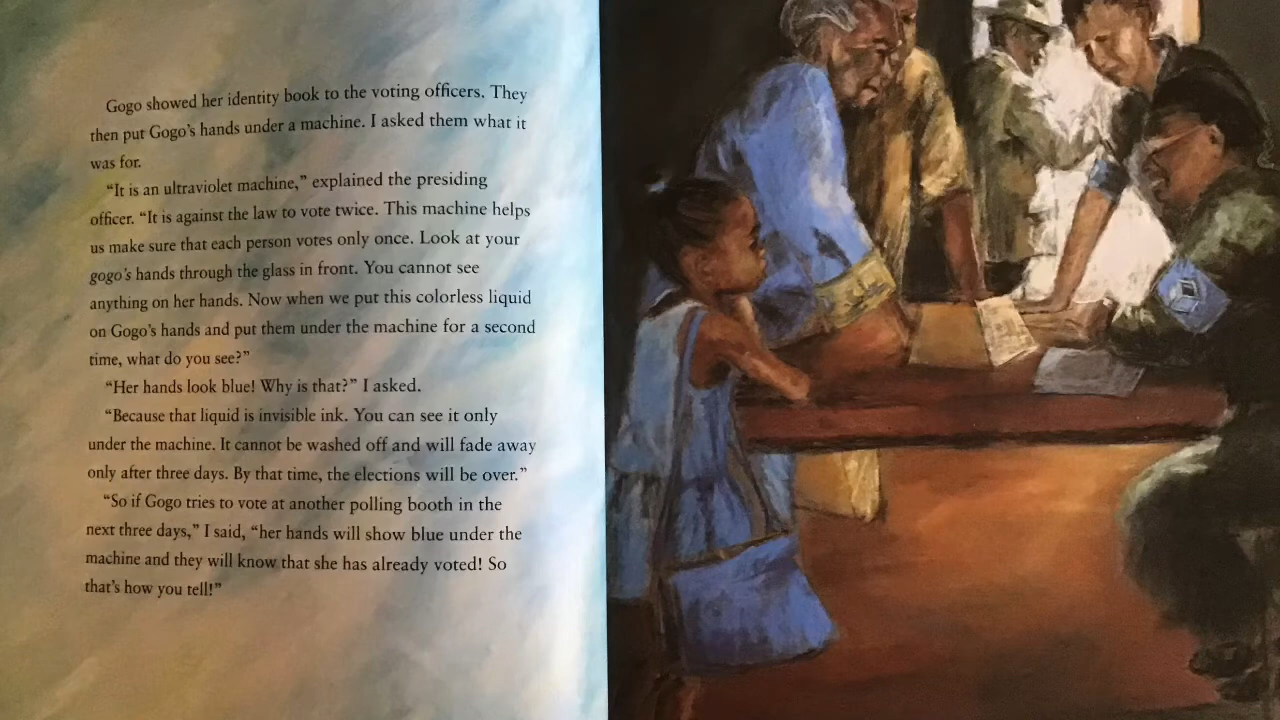 Gogo showed her identity book to the voting officers. They
then put Gogo’s hands under a machine. I asked them what it
was for.
“It is an ultraviolet machine,” explained the presiding
officer. “It is against the law to vote twice. This machine helps
us make sure that each person votes only once. Look at your
gogo’s hands through the glass in front. You cannot see
anything on her hands. Now when we put this colorless liquid
on Gogo’s hands and put them under the machine for a second
time, what do you see?”
“Her hands look blue! Why is that?” I asked.
“Because that liquid is invisible ink. You can see it only
under the machine. It cannot be washed off and will fade away
only after three days. By that time, the elections will be over.”
“So if Gogo tries to vote at another polling booth in the
next three days,” I said, “her hands will show blue under the
machine and they will know that she has already voted! So
that’s how you tell!”